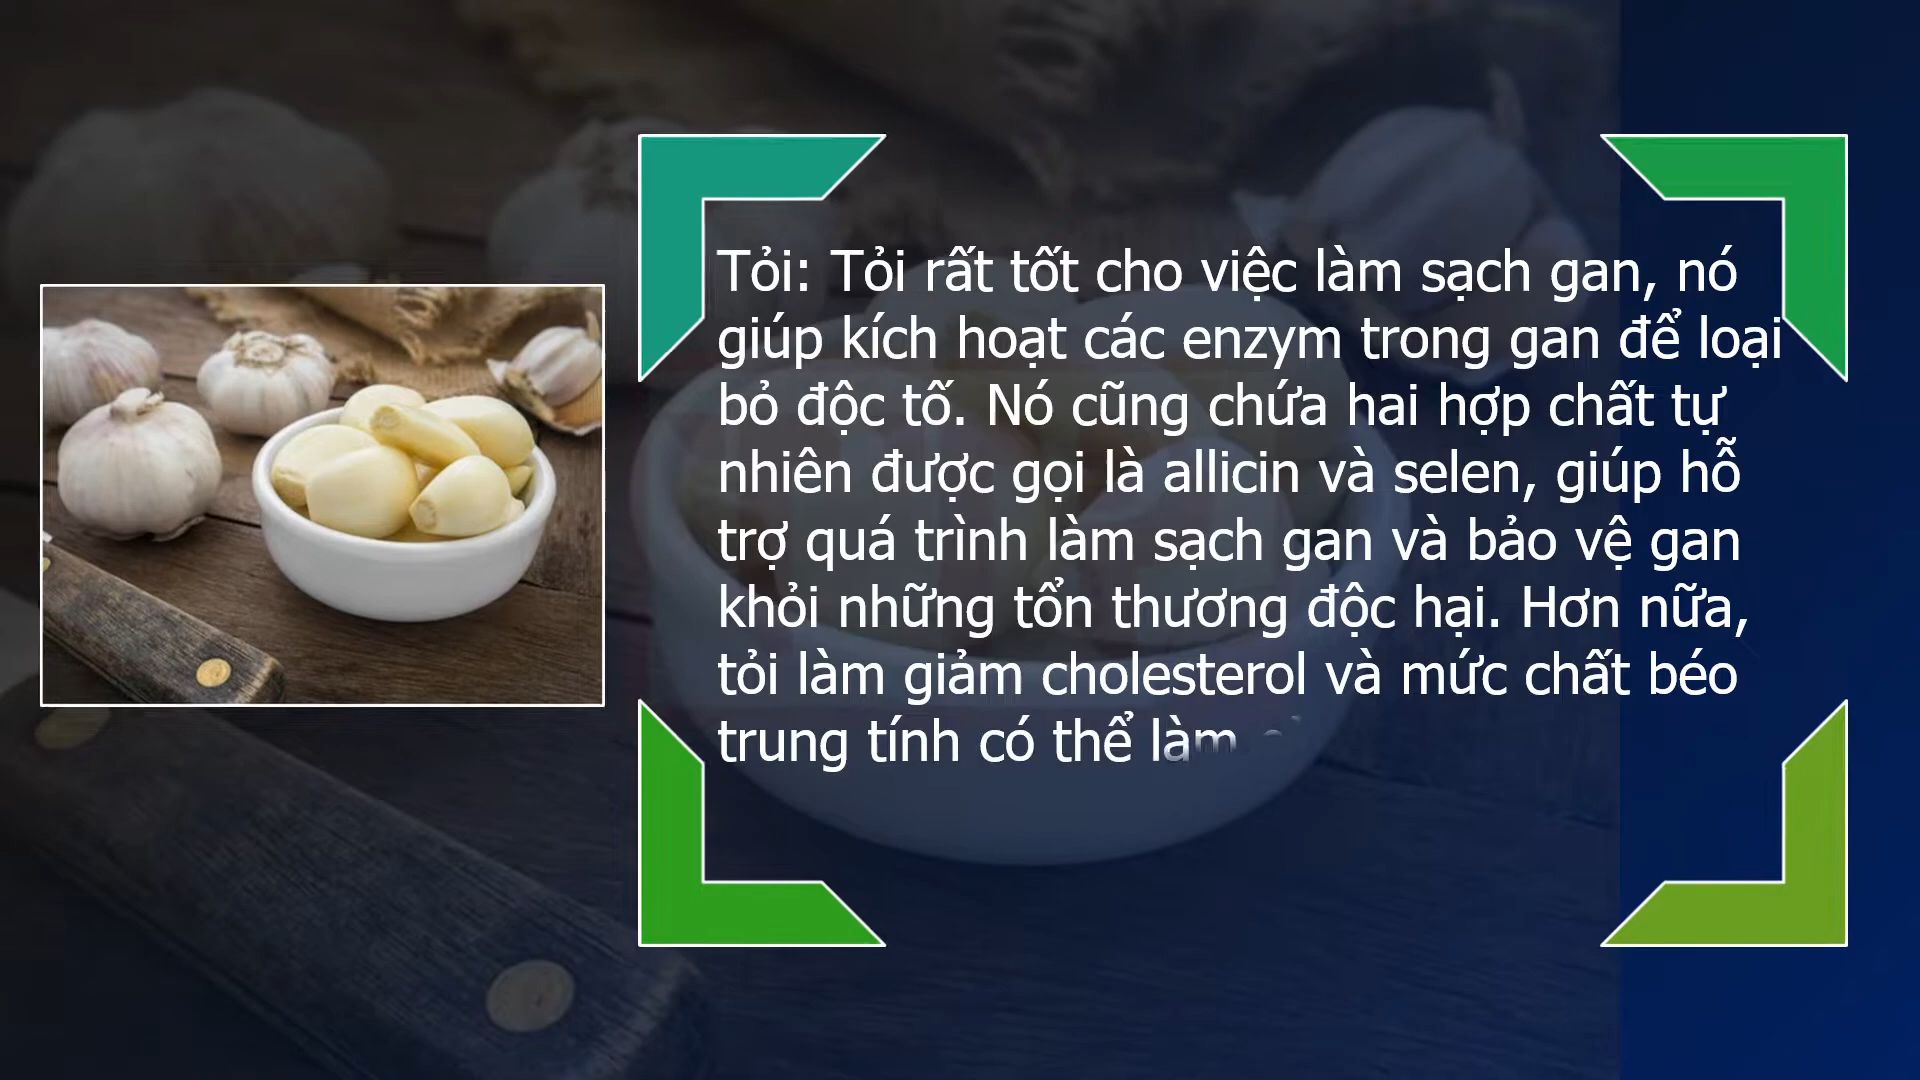 Tỏi: Tỏi rất tốt cho việc làm sạch gan, nó
giúp kích hoạt các enzym trong gan để loại
bỏ độc tố. Nó cũng chứa hai hợp chất tự
nhiên được gọi là allicin và selen, giúp hỗ
trợ quá trình làm sạch gan và bảo vệ gan
khỏi những tổn thương độc hại. Hơn nữa,
tỏi làm giảm cholesterol và mức chất béo
trung tính có thể làm